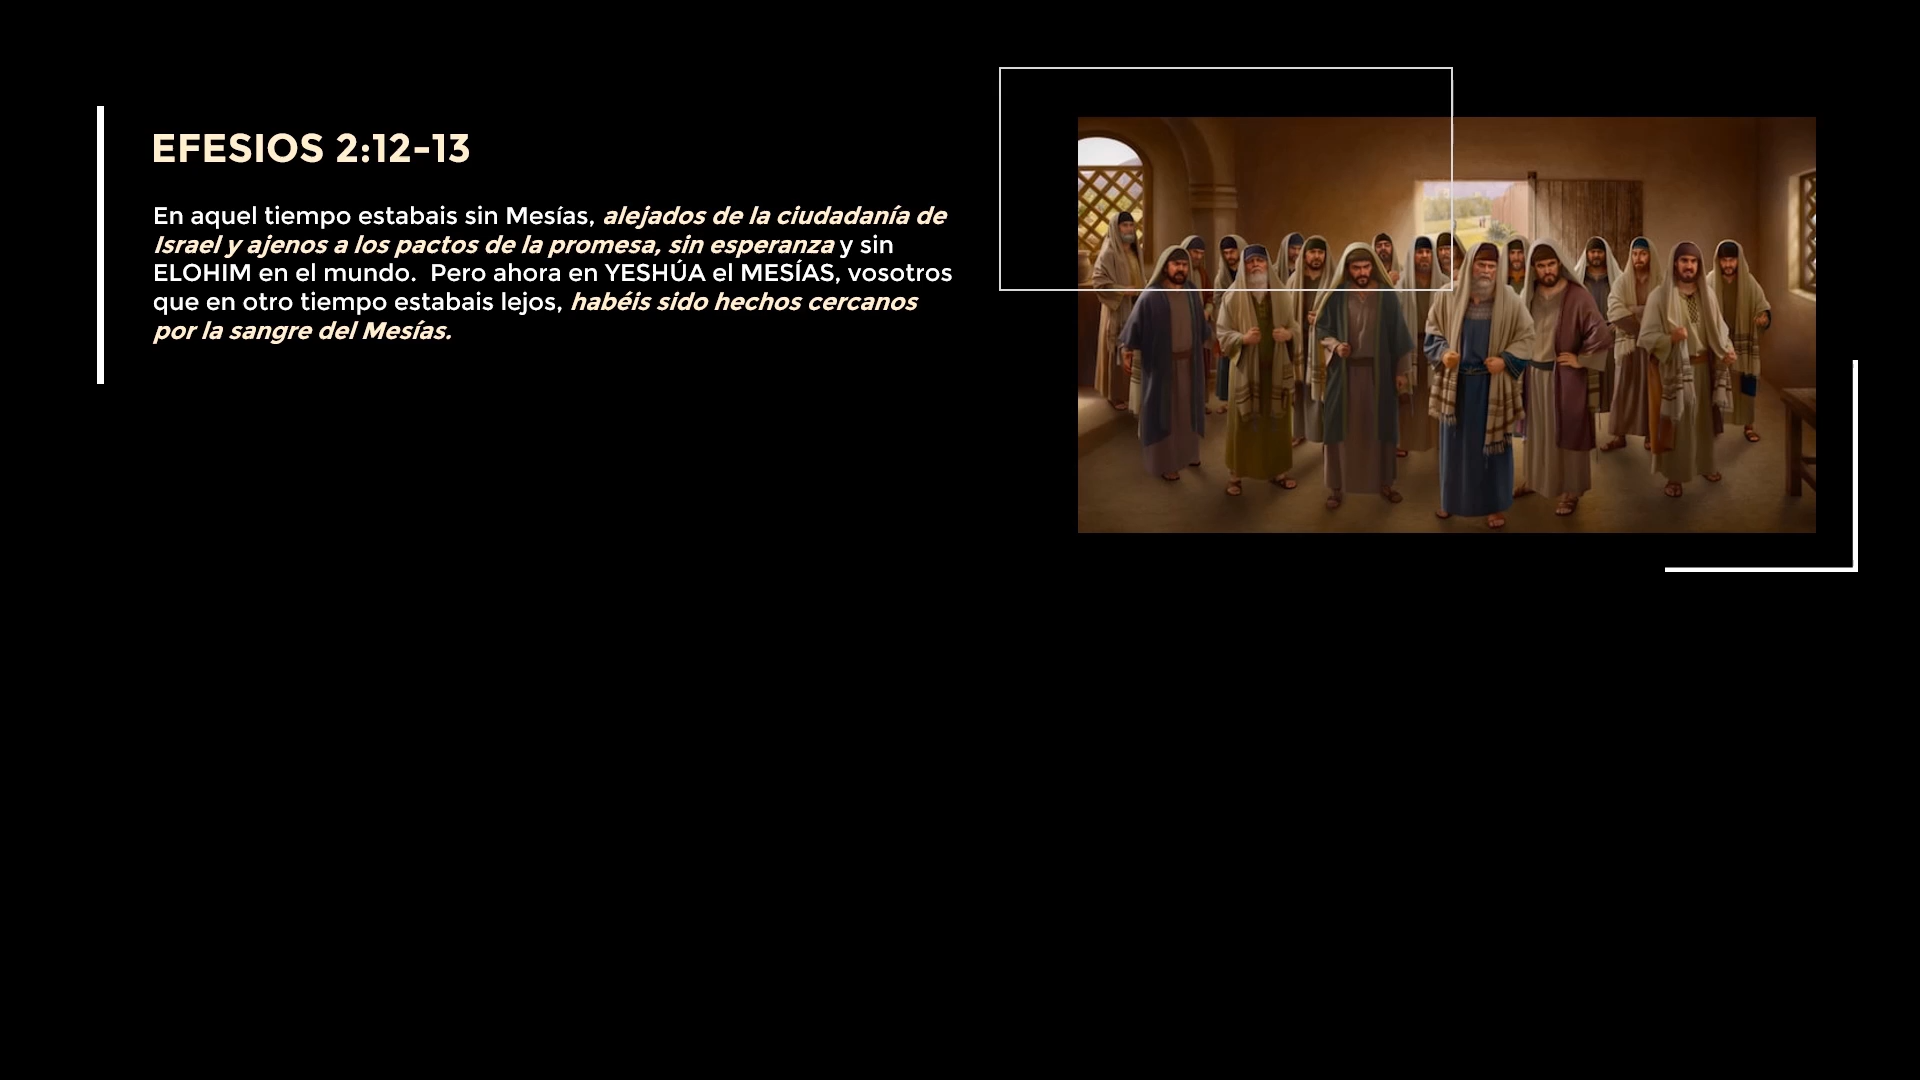 EFESIOS 2:12-13
En aquel tiempo estabais sin Mesías, alejados de la ciudadanía de
Israel y ajenos a los pactos de la promesa, sin esperanza y sin
ELOHIM en el mundo.  Pero ahora en YESHÚA el MESÍAS, vosotros
que en otro tiempo estabais lejos, habéis sido hechos cercanos
por la sangre del Mesías.